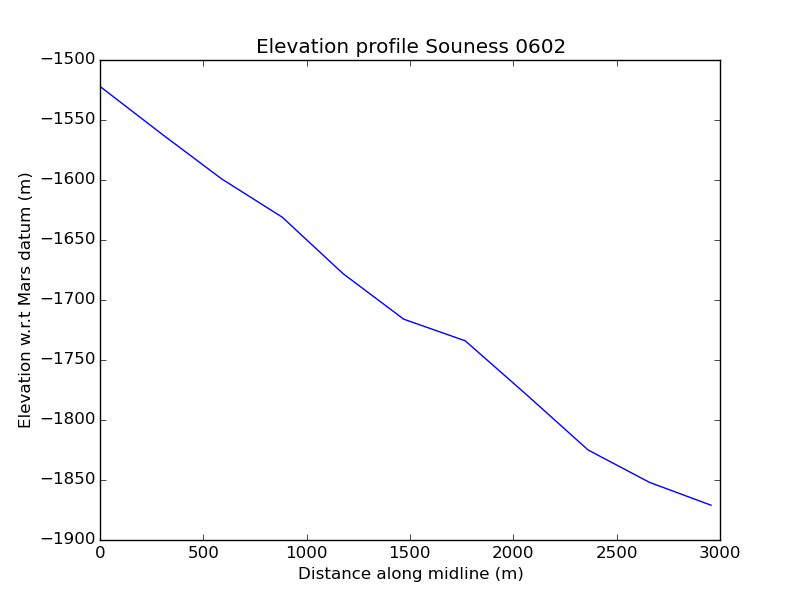 Elevation profile Souness 0602
−1500
−1550
−1600
−1650
−1700
−1750
−1800
−1850
−1900
Elevation w.r.t Mars datum (m)
0 500 1000 1500 2000 2500 3000
Distance along midline (m)